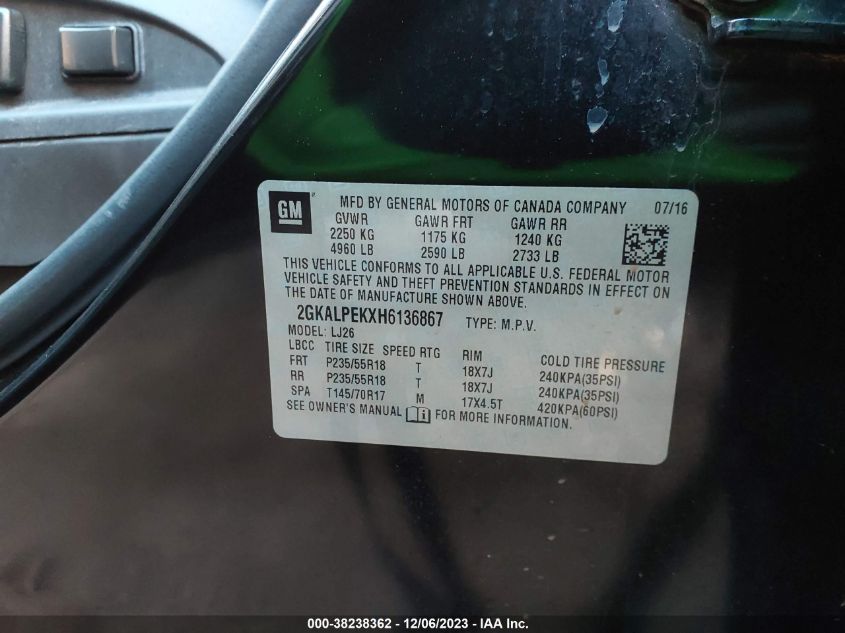 GM
MFD BY GENERAL MOTORS OF CANADA COMPANY 07/16
GVWR GAWR FRT GAWR RR
2250 KG 1175 KG 1240 KG
4960 LB 2590 LB 2733 LB
THIS VEHICLE CONFORMS TO ALL APPLICABLE U.S. FEDERAL MOTOR
VEHICLE SAFETY AND THEFT PREVENTION STANDARDS IN EFFECT ON
THE DATE OF MANUFACTURE SHOWN ABOVE.
2GKALPEKXH6136867 TYPE: M.P.V.
MODEL: LJ26
LBCC TIRE SIZE SPEED RTG RIM COLD TIRE PRESSURE
FRT P235/55R18 T 18X7J 240KPA(35PSI)
RR P235/55R18 T 18X7J 240KPA(35PSI)
SPA T145/70R17 M 17X4.5T 420KPA(60PSI)
SEE OWNER'S MANUAL FOR MORE INFORMATION.
000-38238362 - 12/06/2023 - IAA Inc.